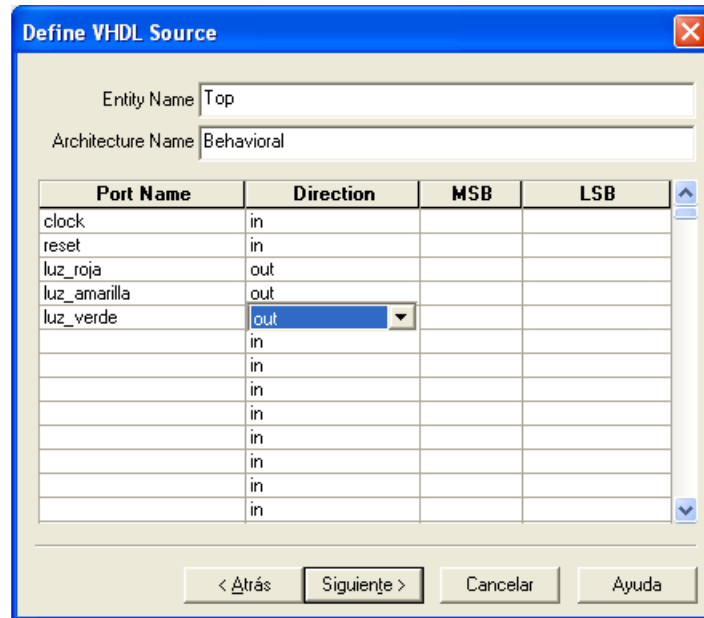 Define VHDL Source
Entity Name Top
Architecture Name Behavioral
Port Name Direction MSB LSB
clock in
reset in
luz_roja out
luz_amarilla out
luz_verde out
in
in
in
in
in
in
in
in
< Atrás Siguiente > Cancelar Ayuda